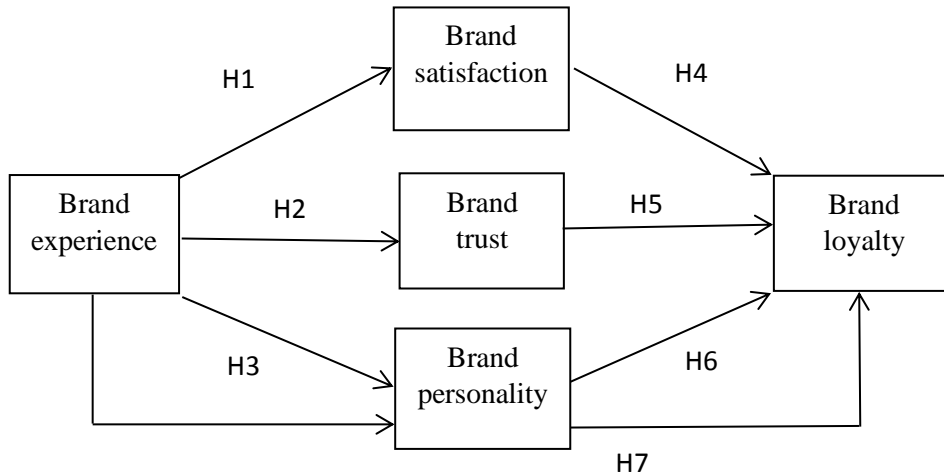 Brand
satisfaction
H1
H4
Brand
experience
H2
Brand
trust
H5
Brand
loyalty
H3
Brand
personality
H6
H7